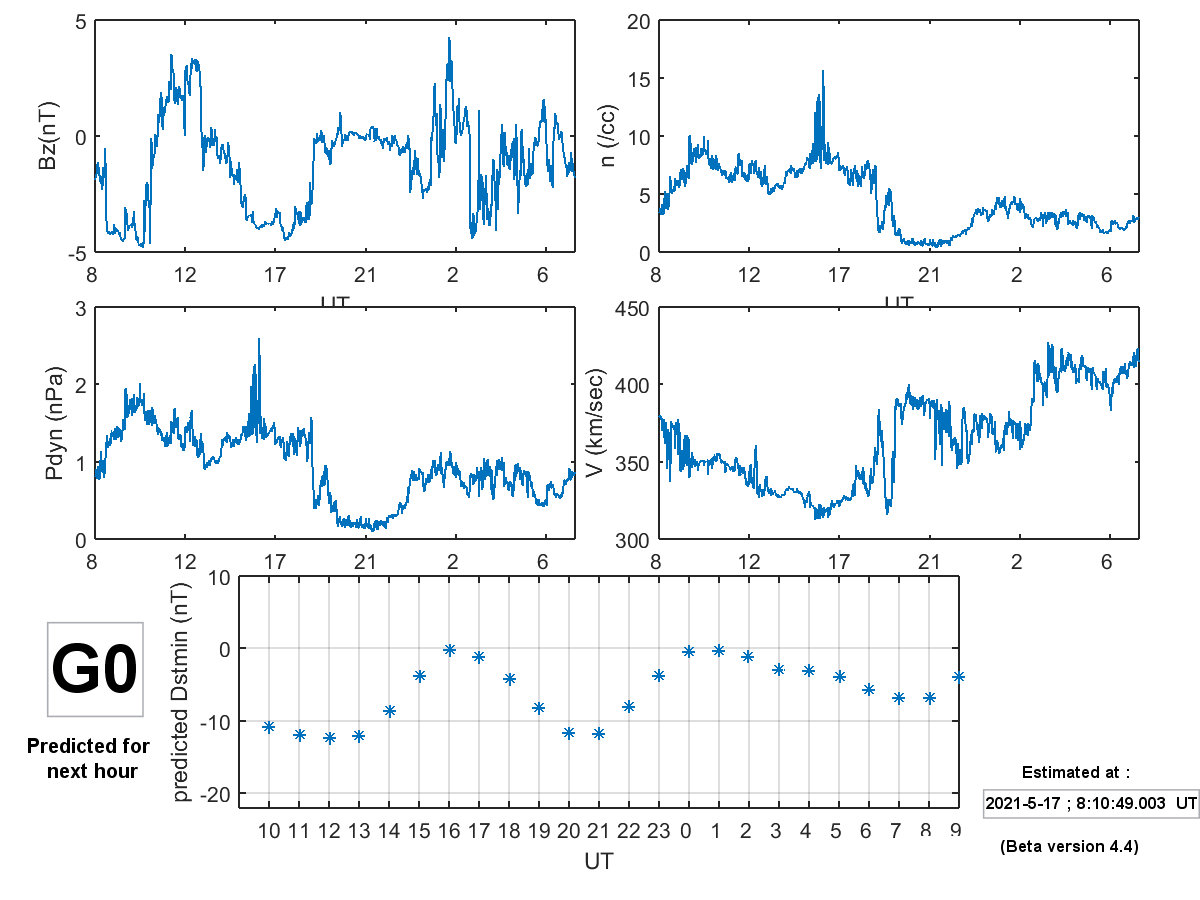 5
0
-5
Bz(nT)
8 12 17 21 2 6
UT
20
15
10
5
0
n (/cc)
8 12 17 21 2 6
UT
3
2
1
0
Pdyn (nPa)
8 12 17 21 2 6
450
400
350
300
V (km/sec)
8 12 17 21 2 6
10
0
-10
-20
predicted Dstmin (nT)
10 11 12 13 14 15 16 17 18 19 20 21 22 23 0 1 2 3 4 5 6 7 8 9
UT
G0
Predicted for
next hour
Estimated at :
2021-5-17 ; 8:10:49.003 UT
(Beta version 4.4)